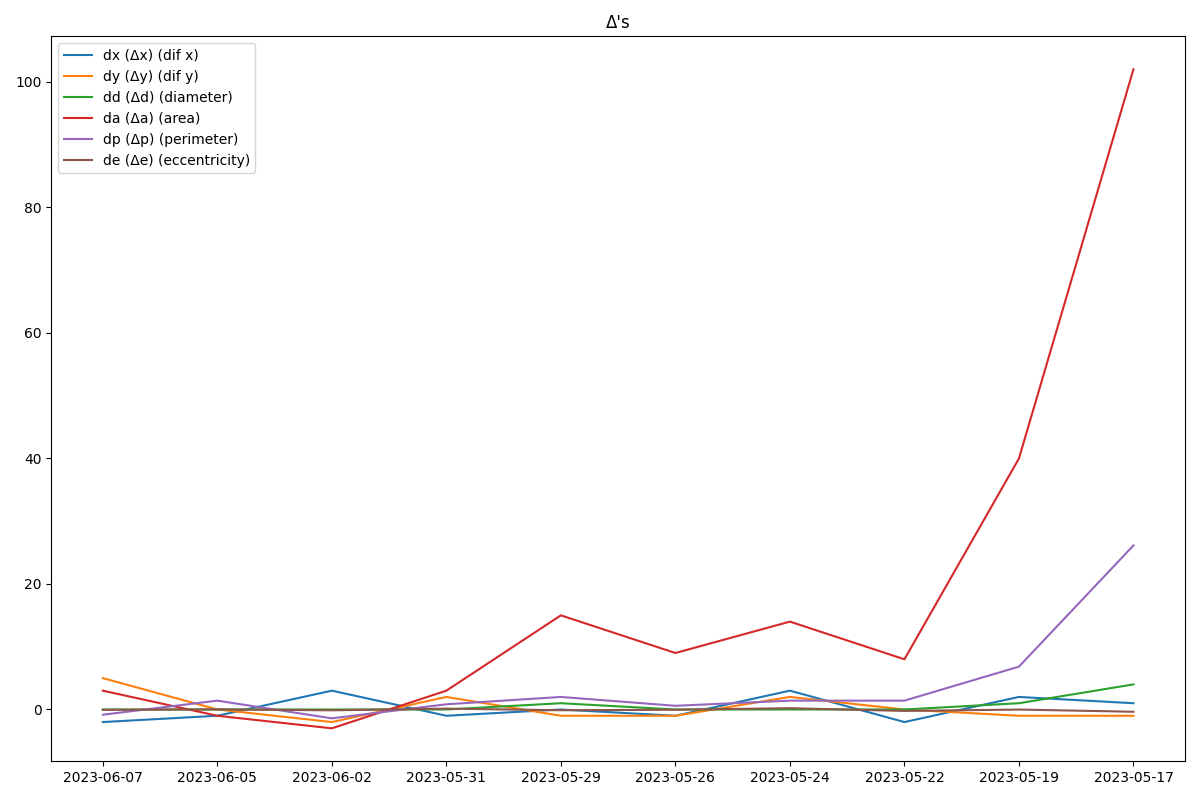 Δ's
dx (Δx) (dif x)
dy (Δy) (dif y)
dd (Δd) (diameter)
da (Δa) (area)
dp (Δp) (perimeter)
de (Δe) (eccentricity)
100
80
60
40
20
0
2023-06-07 2023-06-05 2023-06-02 2023-05-31 2023-05-29 2023-05-26 2023-05-24 2023-05-22 2023-05-19 2023-05-17